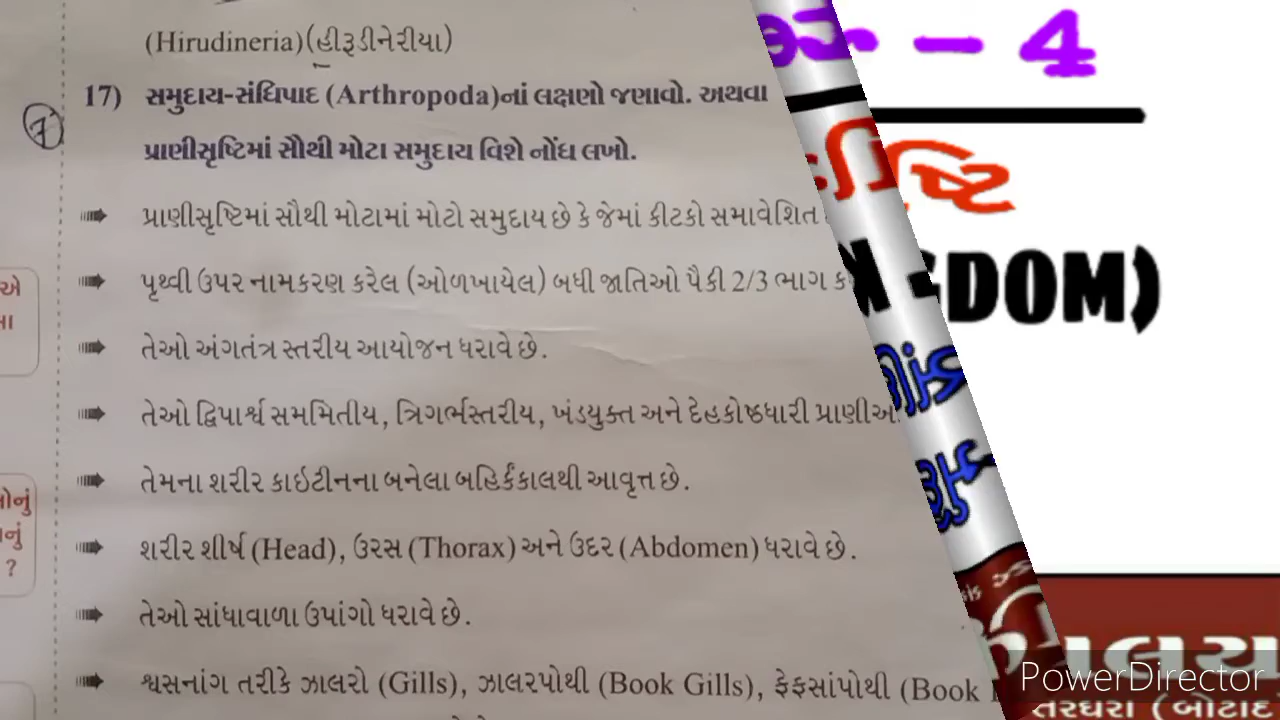 (Hirudineria)(હીરૂડીનેરીયા)
17) સમુદાય-સંધિપાદ (Arthropoda)નાં લક્ષણો જણાવો. અથવા
7
પ્રાણીસૃષ્ટિમાં સૌથી મોટા સમુદાય વિશે નોંધ લખો.
પ્રાણીસૃષ્ટિમાં સૌથી મોટામાં મોટો સમુદાય છે કે જેમાં કીટકો સમાવેશિત
પૃથ્વી ઉપર નામકરણ કરેલ (ઓળખાયેલ) બધી જાતિઓ પૈકી 2/3 ભાગ
તેઓ અંગતંત્ર સ્તરીય આયોજન ધરાવે છે.
તેઓ દ્વિપાર્શ્વ સમમિતીય, ત્રિગર્ભસ્તરીય, ખંડયુક્ત અને દેહકોષ્ઠધારી
તેમના શરીર કાઇટીનના બનેલા બહિર્કંકાલથી આવૃત્ત છે.
શરીર શીર્ષ (Head), ઉરસ (Thorax) અને ઉદર (Abdomen) ધરાવે છે.
તેઓ સાંધાવાળા ઉપાંગો ધરાવે છે.
શ્વસનાંગ તરીકે ઝાલરો (Gills), ઝાલરપોથી (Book Gills), ફેફસાંપોથી (Book
- 4
DOM)
PowerDirector
તરઘરા (બોટાદ